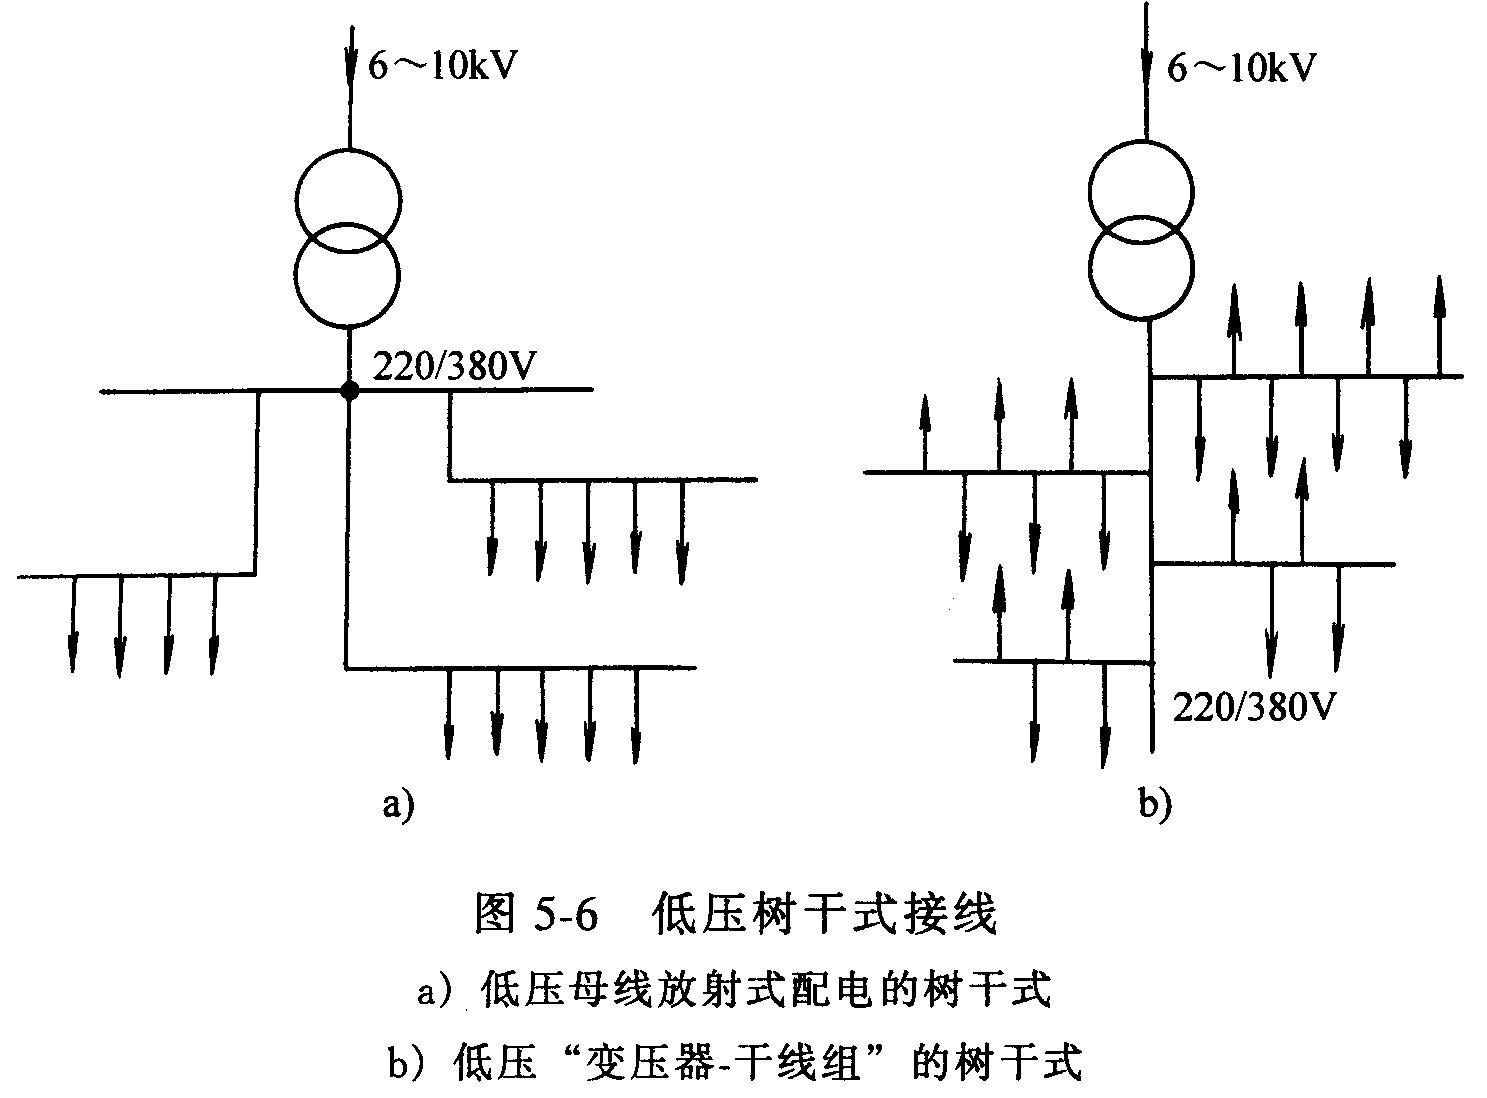 6～10kV
6～10kV
220/380V
220/380V
a)
b)
图 5-6 低压树干式接线
a) 低压母线放射式配电的树干式
b) 低压“变压器-干线组”的树干式